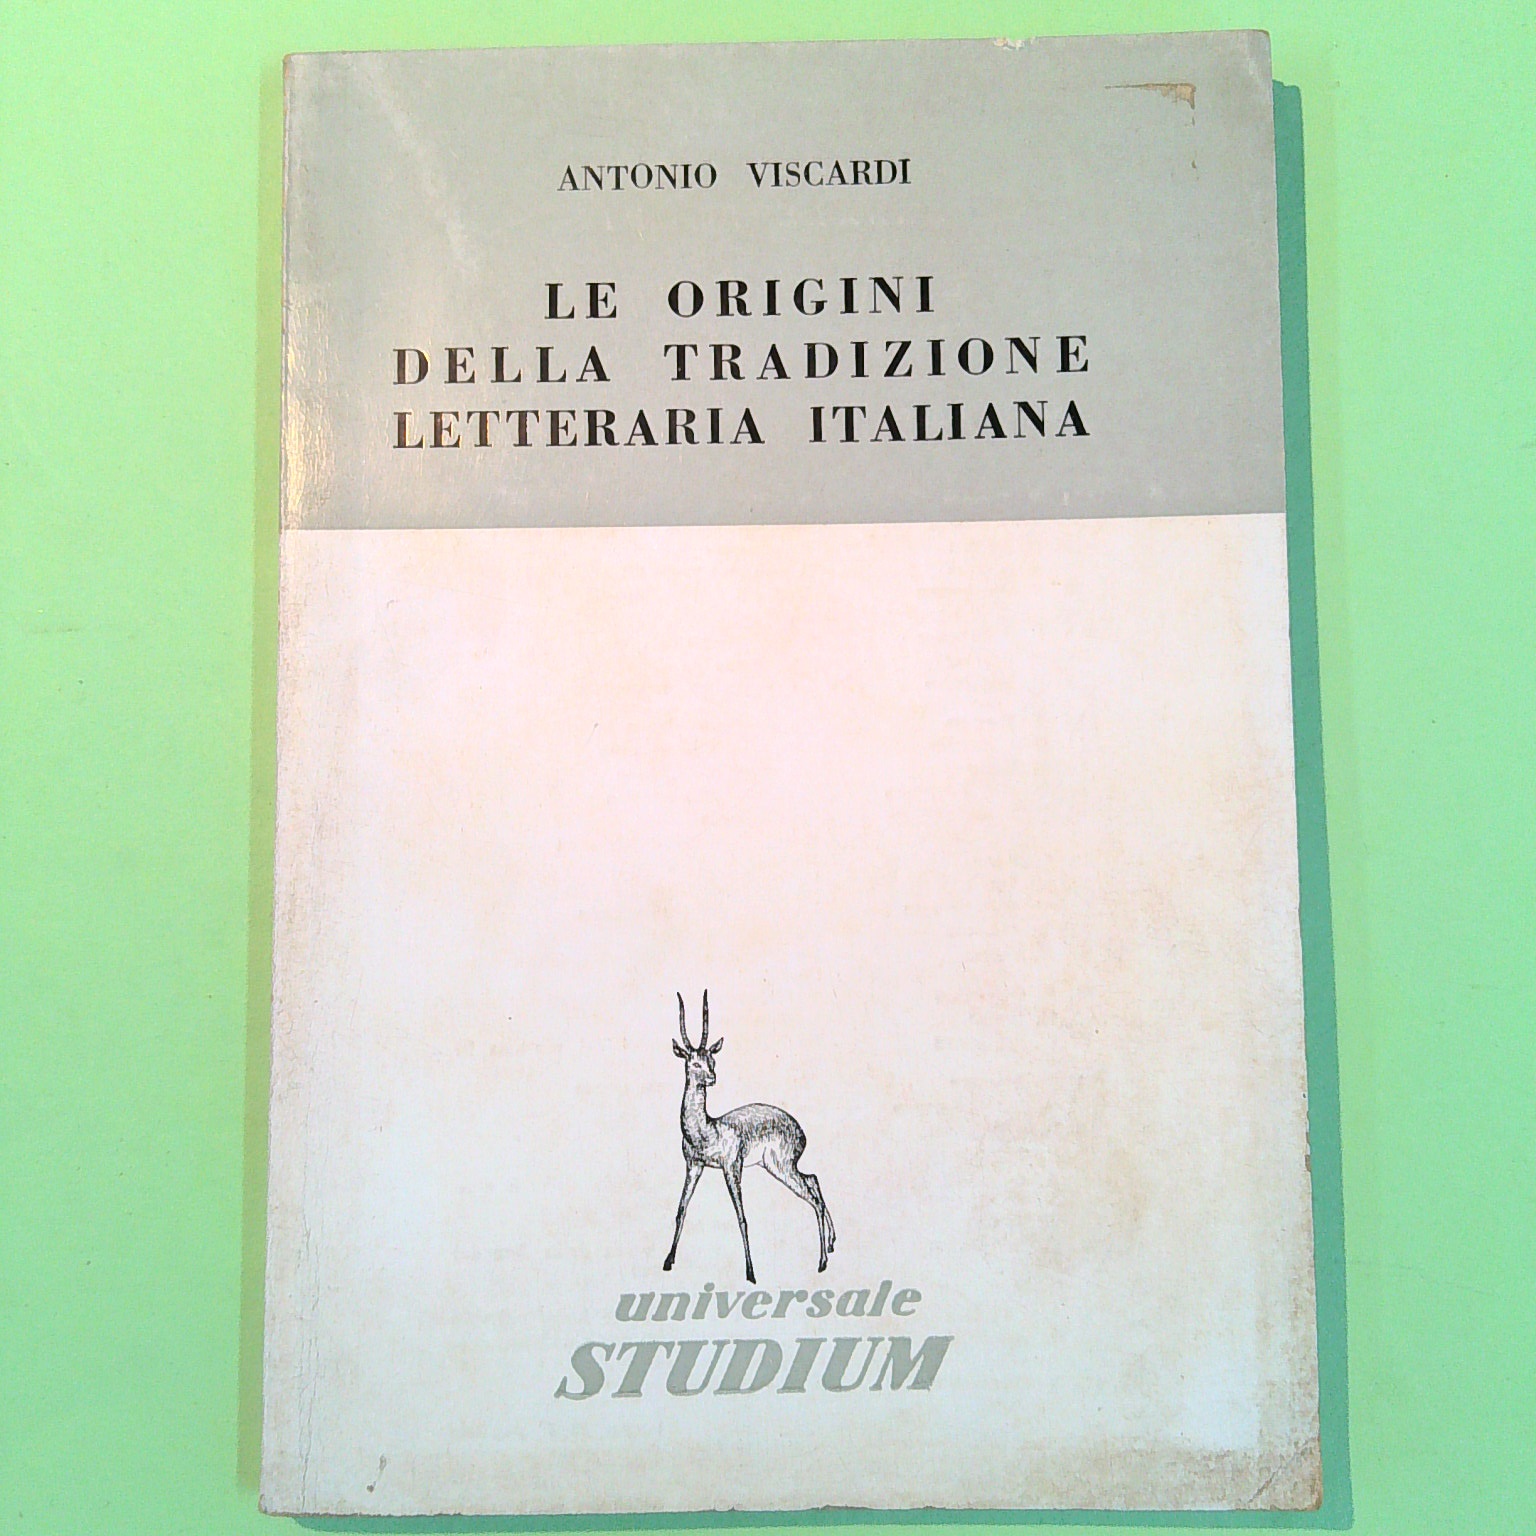 ANTONIO VISCARDI
LE ORIGINI
DELLA TRADIZIONE
LETTERARIA ITALIANA
universale
STUDIUM